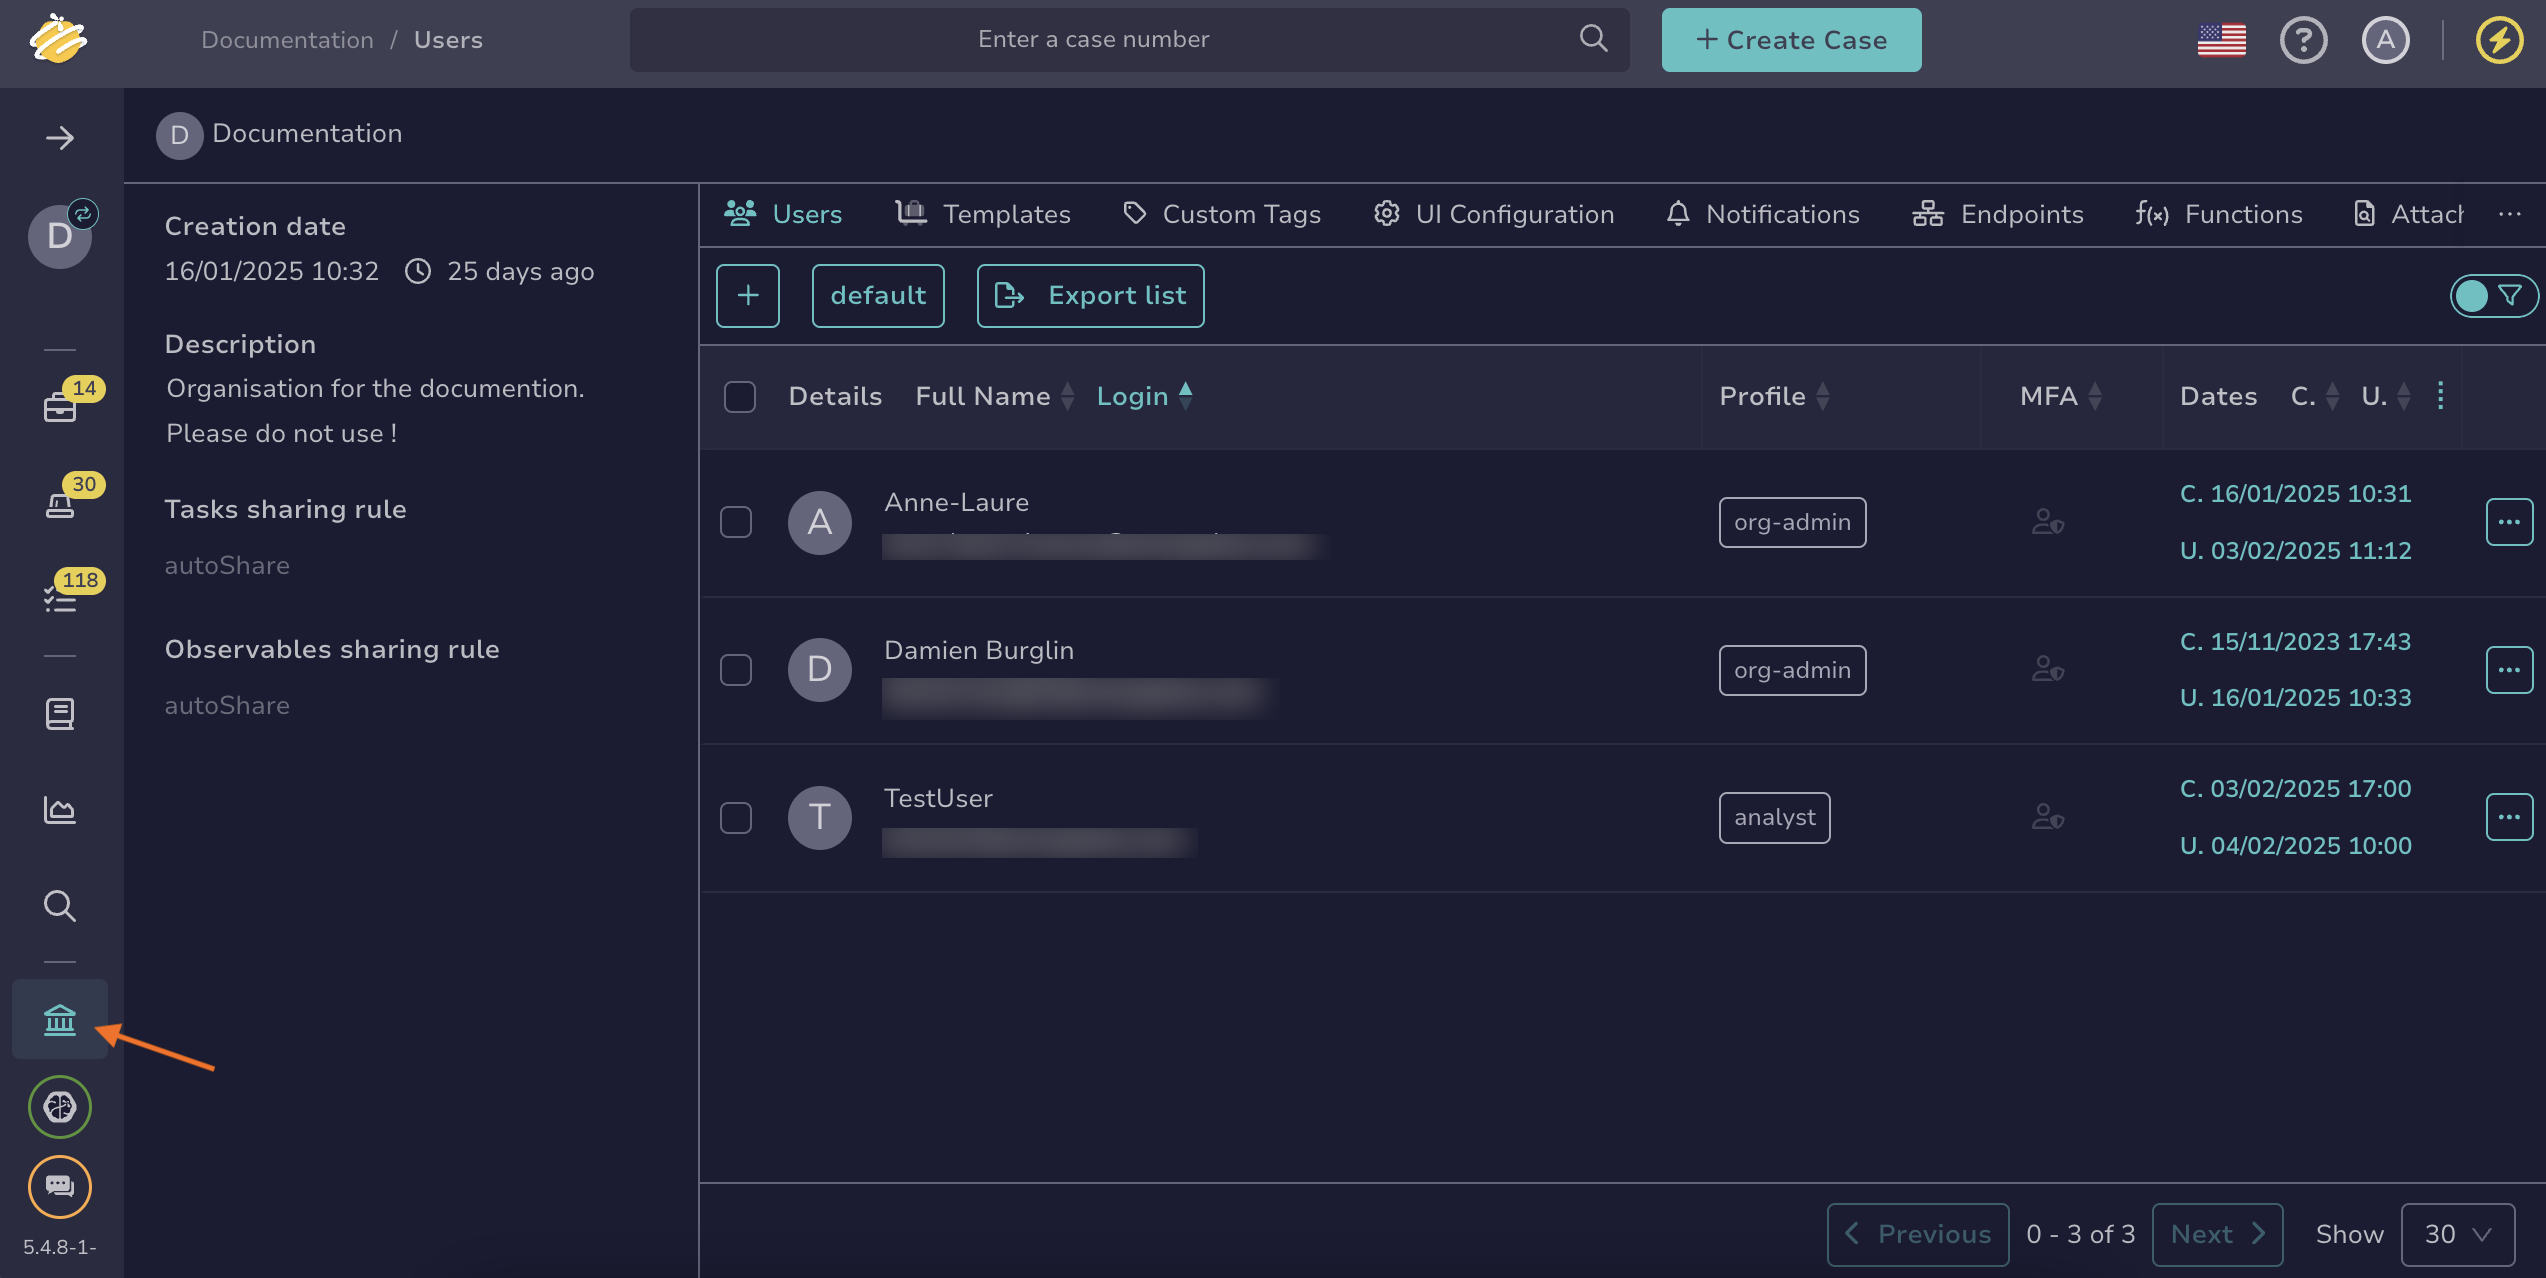 Documentation / Users
Enter a case number
+ Create Case
?
A
D Documentation
D
14
30
118
5.4.8-1-
Creation date
16/01/2025 10:32 25 days ago
Description
Organisation for the documention.
Please do not use !
Tasks sharing rule
autoShare
Observables sharing rule
autoShare
Users Templates Custom Tags UI Configuration Notifications Endpoints f(x) Functions Attach ...
+ default Export list
Details Full Name Login Profile MFA Dates C. U.
A Anne-Laure org-admin C. 16/01/2025 10:31
U. 03/02/2025 11:12
D Damien Burglin org-admin C. 15/11/2023 17:43
U. 16/01/2025 10:33
T TestUser analyst C. 03/02/2025 17:00
U. 04/02/2025 10:00
Previous 0 - 3 of 3 Next Show 30